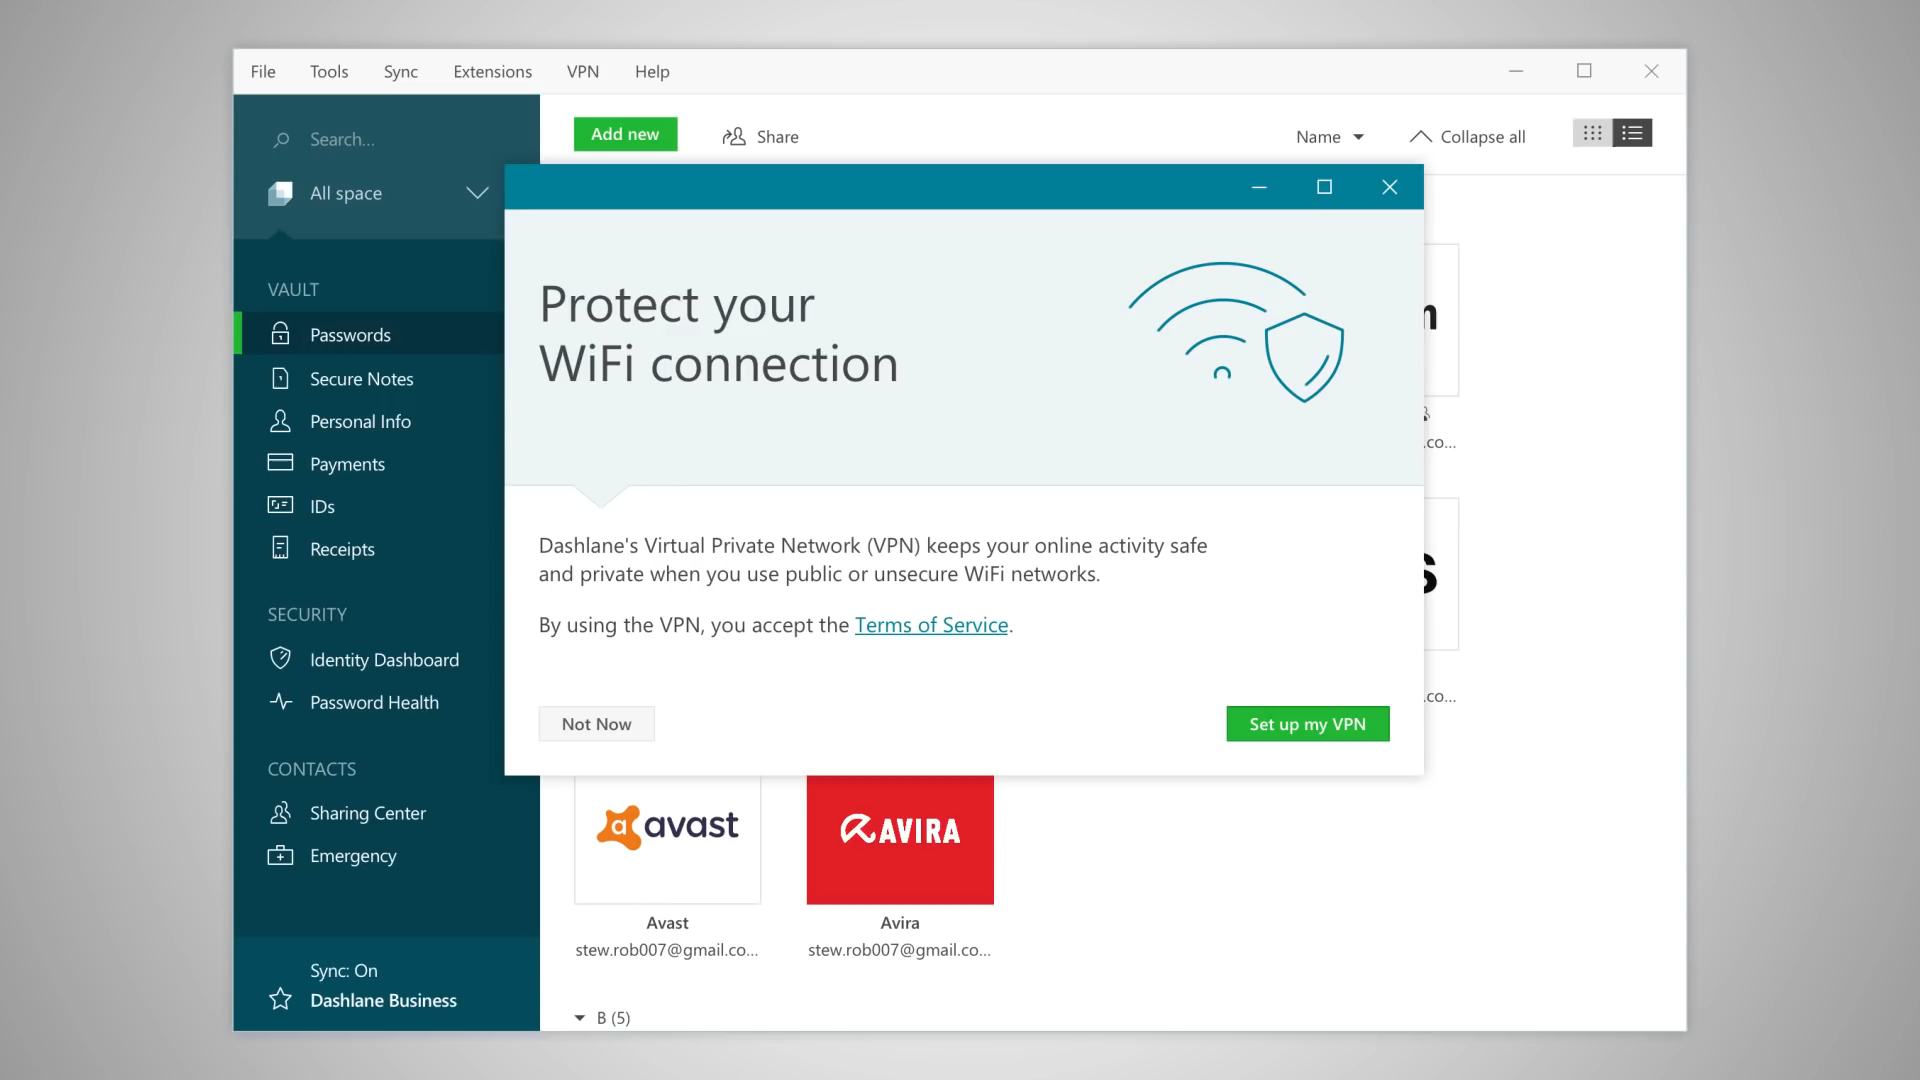 File Tools Sync Extensions VPN Help
Search...
All space
VAULT
Passwords
Secure Notes
Personal Info
Payments
IDs
Receipts
SECURITY
Identity Dashboard
Password Health
CONTACTS
Sharing Center
Emergency
Sync: On
Dashlane Business
Add new Share Name Collapse all
Protect your
WiFi connection
Dashlane's Virtual Private Network (VPN) keeps your online activity safe
and private when you use public or unsecure WiFi networks.
By using the VPN, you accept the Terms of Service.
Not Now Set up my VPN
.co...
.co...
avast AVIRA
Avast Avira
stew.rob007@gmail.co... stew.rob007@gmail.co...
B (5)